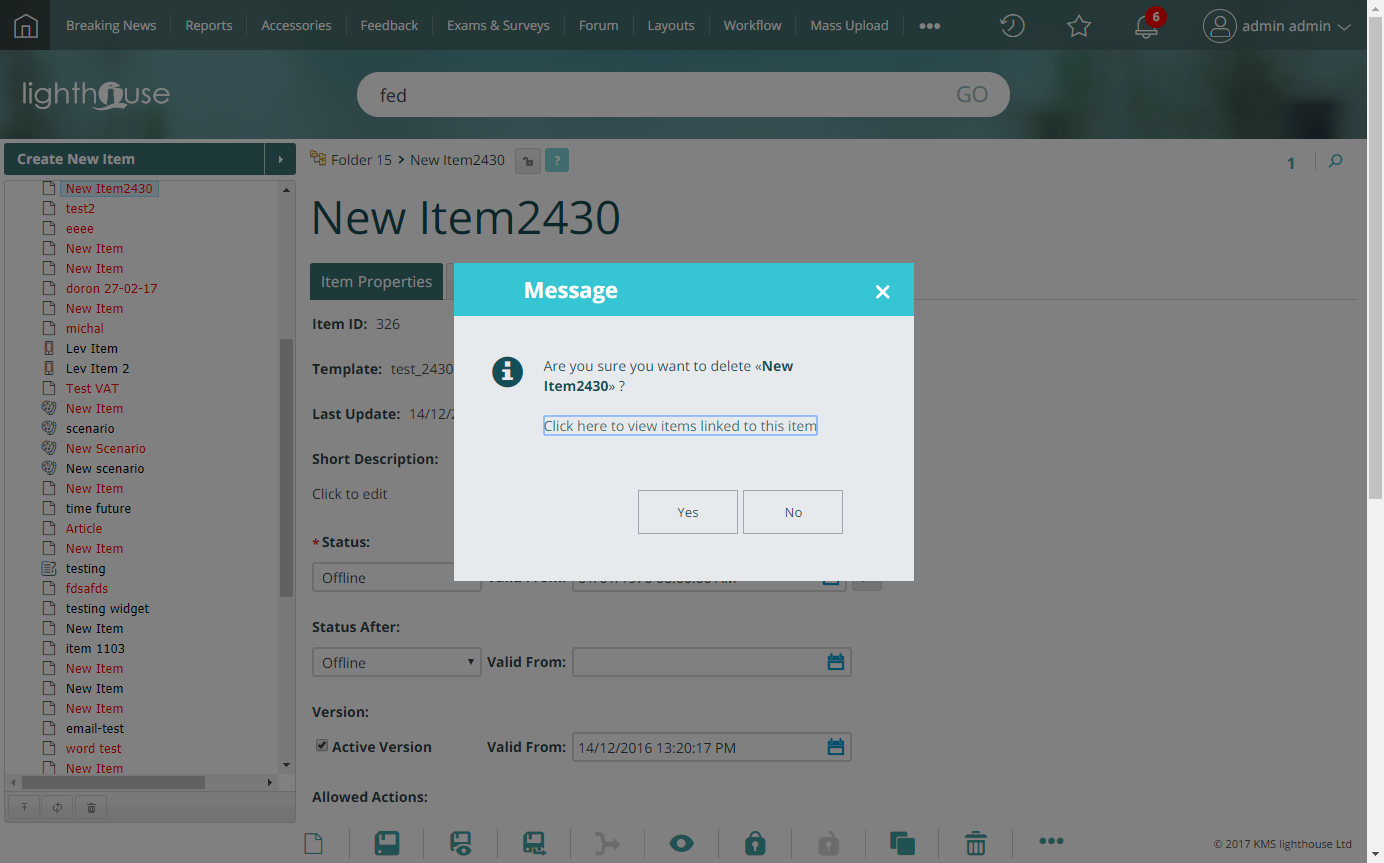 Breaking News Reports Accessories Feedback Exams & Surveys Forum Layouts Workflow Mass Upload ••• 6 admin admin
lighthouse fed GO
Create New Item
New Item2430
test2
eeee
New Item
New Item
doron 27-02-17
New Item
michal
Lev Item
Lev Item 2
Test VAT
New Item
scenario
New Scenario
New scenario
New Item
time future
Article
New Item
testing
fdsafds
testing widget
New Item
item 1103
New Item
New Item
New Item
email-test
word test
New Item
Folder 15 > New Item2430 ? 1
New Item2430
Item Properties
Item ID: 326
Template: test_2430
Last Update: 14/12/2
Short Description:
Click to edit
* Status:
Offline
Status After:
Offline Valid From:
Version:
Active Version Valid From: 14/12/2016 13:20:17 PM
Allowed Actions:
Message
Are you sure you want to delete «New
Item2430» ?
Click here to view items linked to this item
Yes No
© 2017 KMS lighthouse Ltd